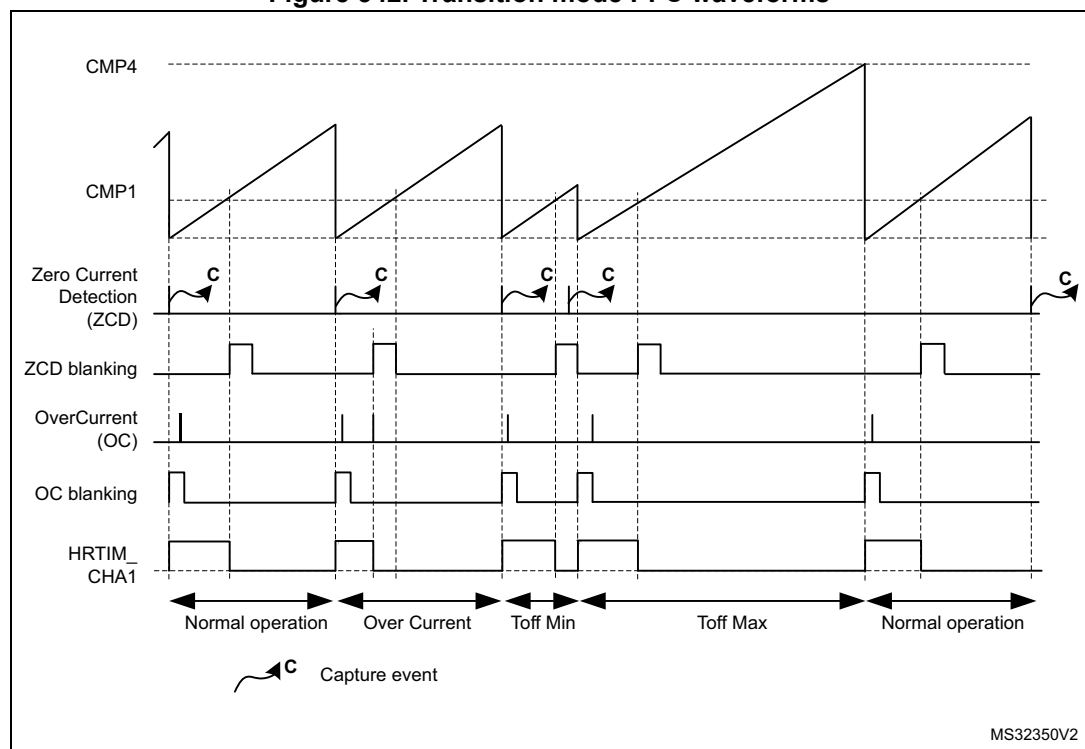 Figure 342. Transition mode PFC waveforms
CMP4
CMP1
Zero Current
Detection
(ZCD)
C
C
C
C
C
ZCD blanking
OverCurrent
(OC)
OC blanking
HRTIM_
CHA1
Normal operation
Over Current
Toff Min
Toff Max
Normal operation
C
Capture event
MS32350V2